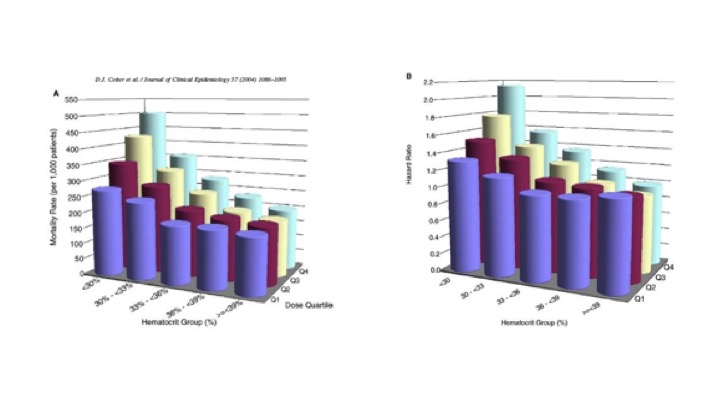 D.J. Cotter et al. / Journal of Clinical Epidemiology 57 (2004) 1086–1095
A
550
500
450
400
350
300
250
200
150
100
50
0
Mortality Rate (per 1,000 patients)
<30%
30% - <33%
33% - <36%
36% - <39%
>=<39%
Q1
Q2
Q3
Q4
Dose Quartile
Hematocrit Group (%)
B
2.2
2.0
1.8
1.6
1.4
1.2
1.0
0.8
0.6
0.4
0.2
0.0
Hazard Ratio
<30
30 - <33
33 - <36
36 - <39
>=<39
Q1
Q2
Q3
Q4
Hematocrit Group (%)